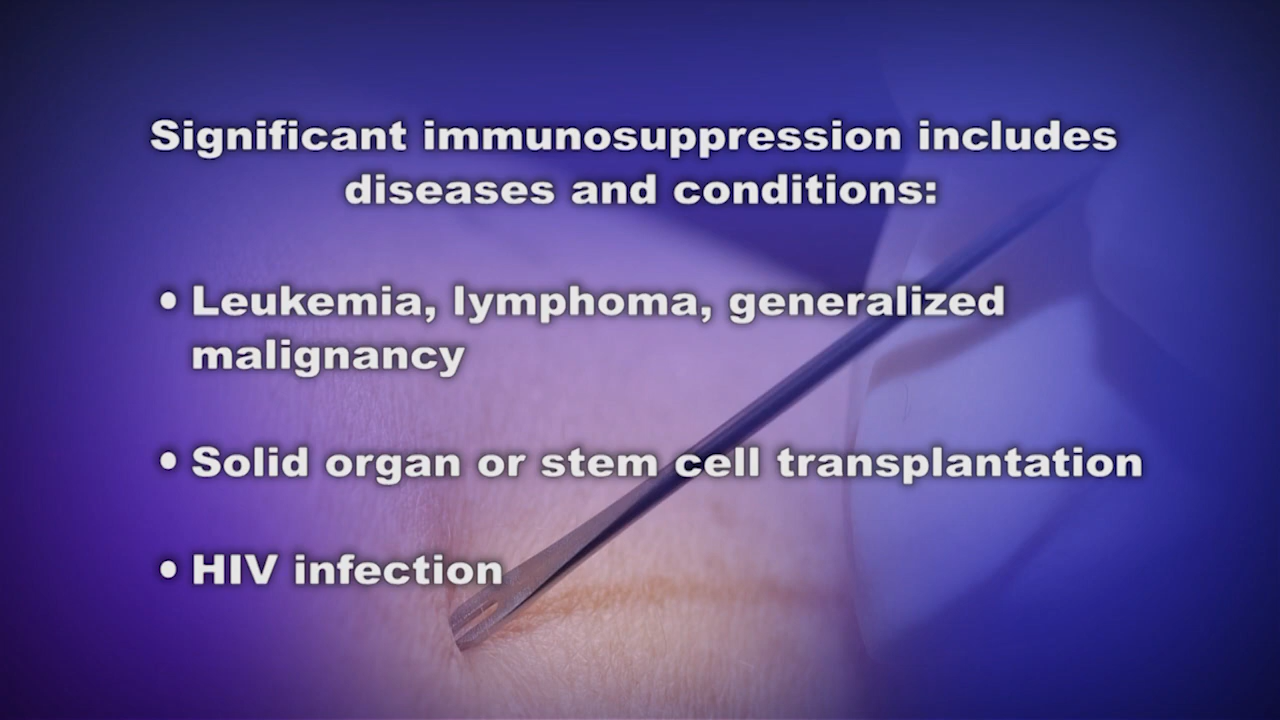 Significant immunosuppression includes
diseases and conditions:
• Leukemia, lymphoma, generalized
malignancy
• Solid organ or stem cell transplantation
• HIV infection